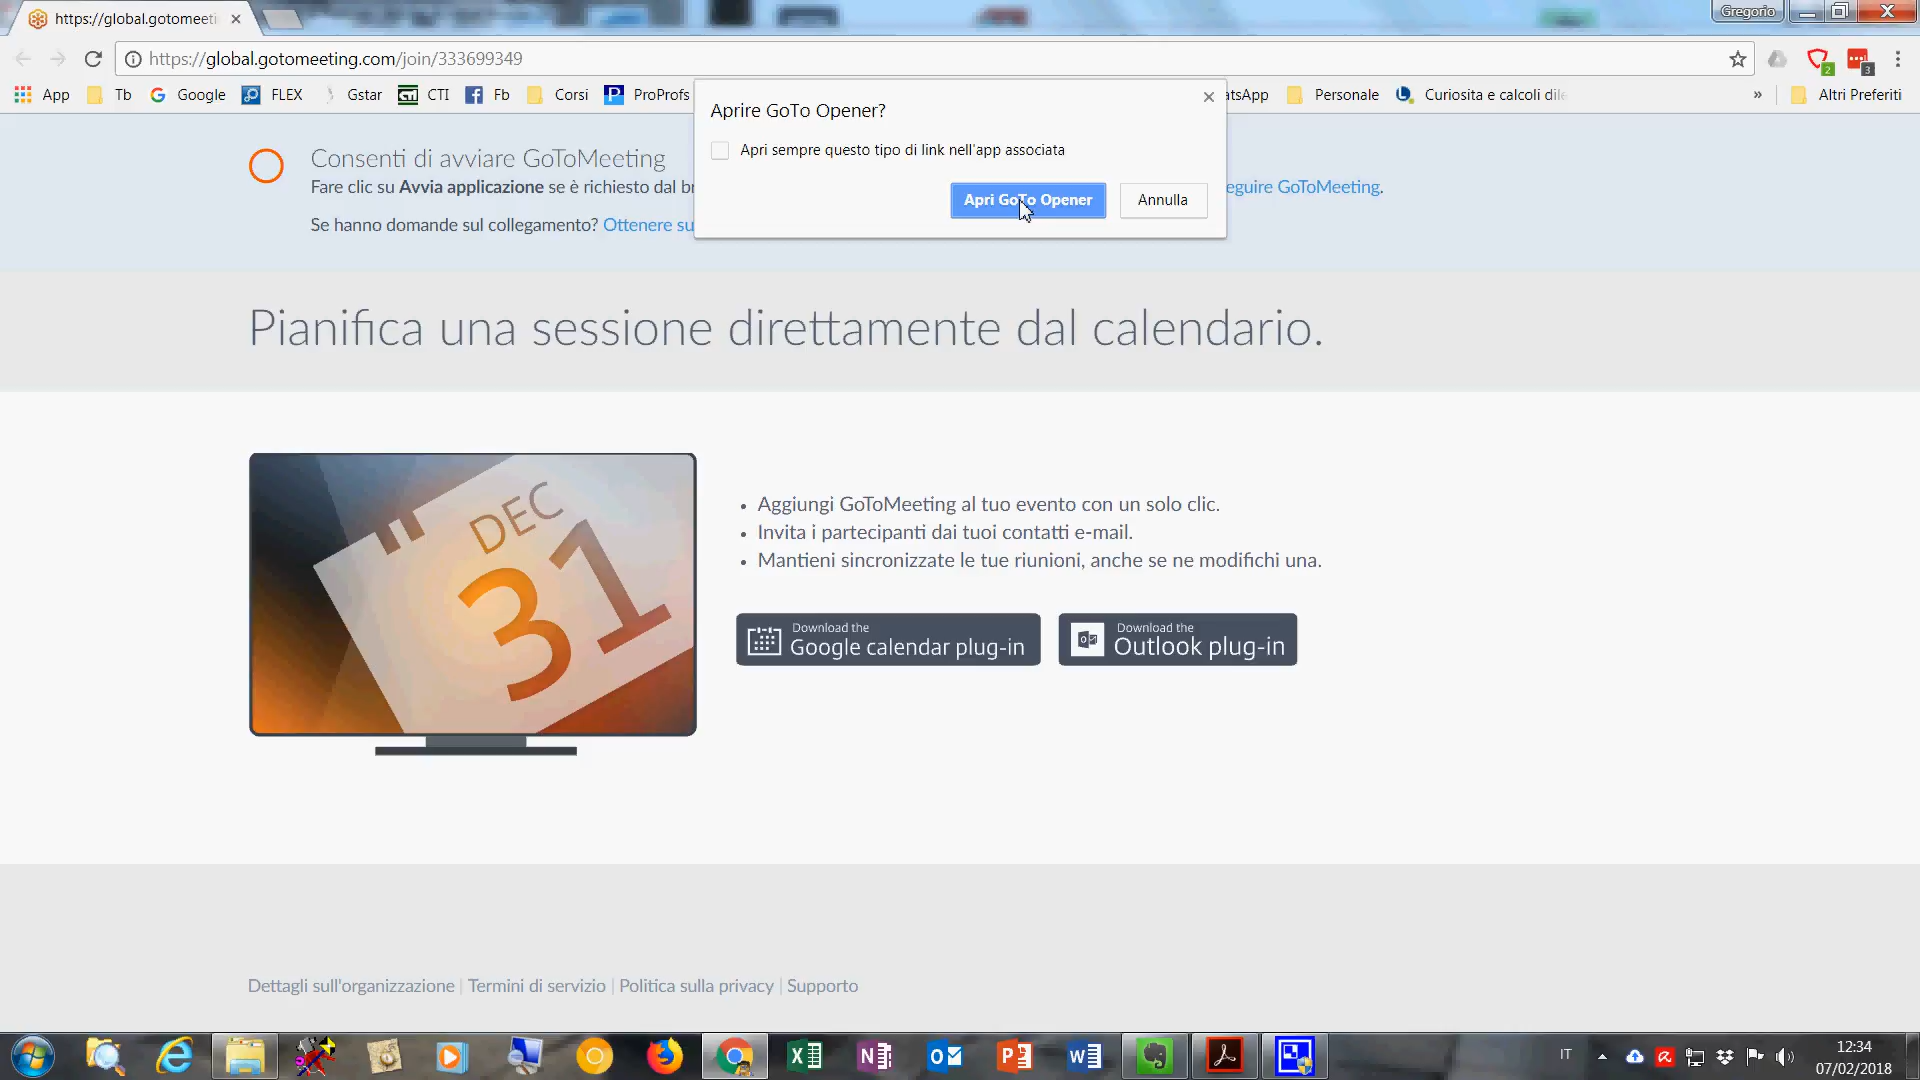 https://global.gotomeeti
Gregorio
https://global.gotomeeting.com/join/333699349
App Tb Google FLEX Gstar CTI Fb Corsi ProProfs atsApp Personale Curiosita e calcoli dile » Altri Preferiti
Aprire GoTo Opener?
Apri sempre questo tipo di link nell'app associata
Apri GoTo Opener Annulla
Consenti di avviare GoToMeeting
Fare clic su Avvia applicazione se è richiesto dal br eguire GoToMeeting.
Se hanno domande sul collegamento? Ottenere su
Pianifica una sessione direttamente dal calendario.
DEC
31
• Aggiungi GoToMeeting al tuo evento con un solo clic.
• Invita i partecipanti dai tuoi contatti e-mail.
• Mantieni sincronizzate le tue riunioni, anche se ne modifichi una.
Download the
Google calendar plug-in
Download the
Outlook plug-in
Dettagli sull'organizzazione | Termini di servizio | Politica sulla privacy | Supporto
IT
12:34
07/02/2018